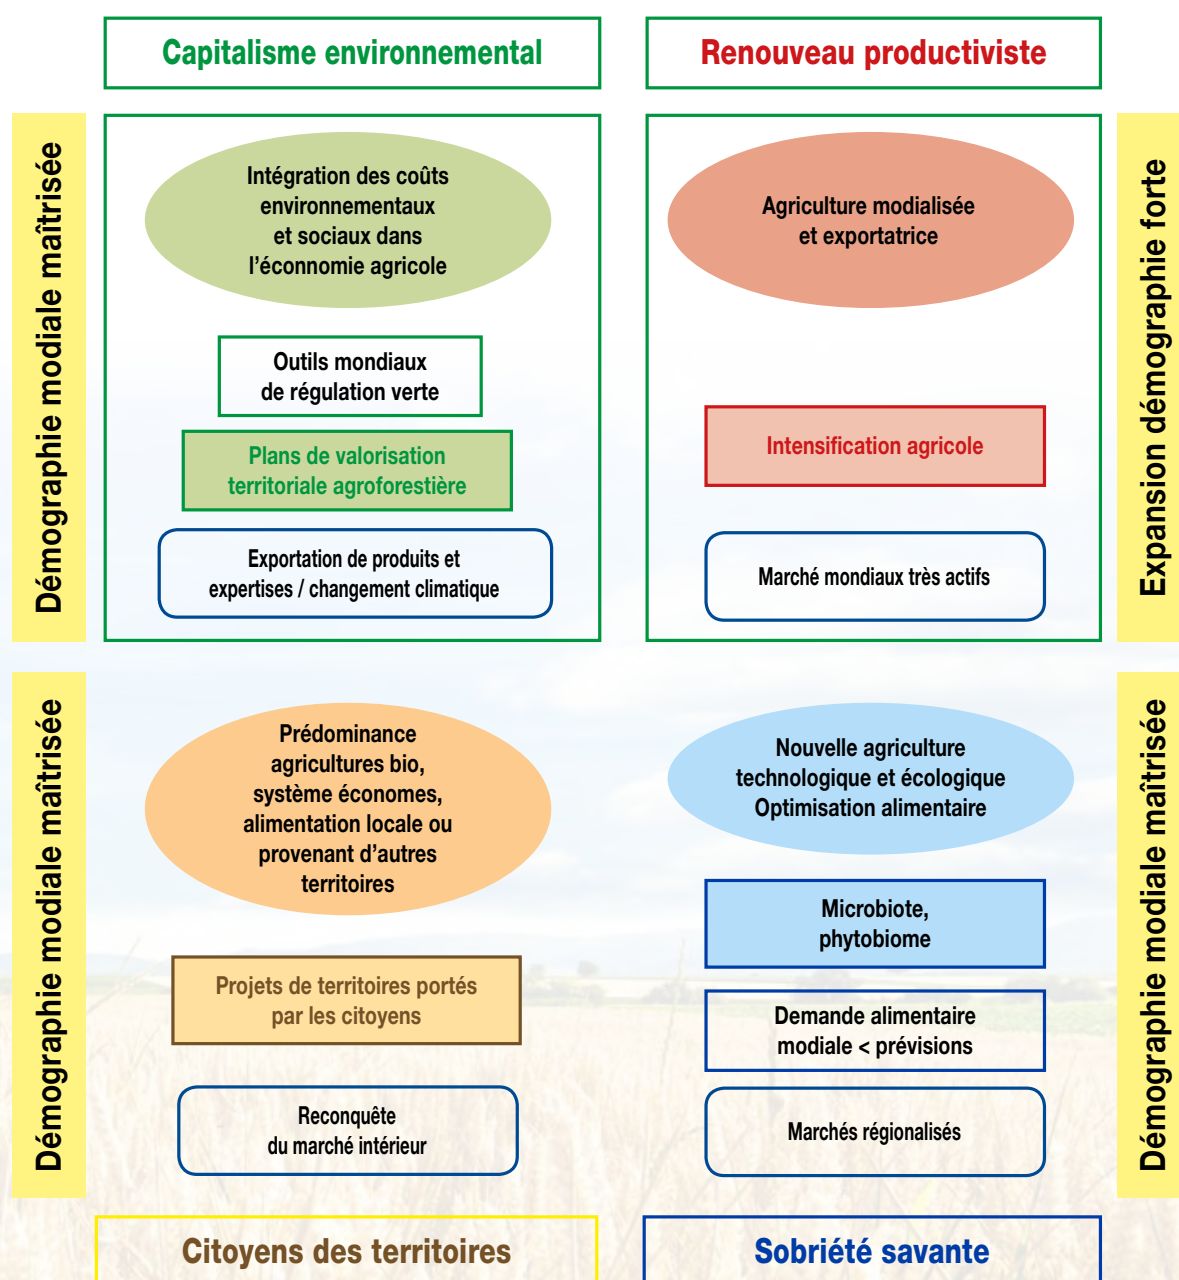 Capitalisme environnemental
Renouveau productiviste
Démographie modiale maîtrisée
Intégration des coûts
environnementaux
et sociaux dans
l'éconnomie agricole
Outils mondiaux
de régulation verte
Plans de valorisation
territoriale agroforestière
Exportation de produits et
expertises / changement climatique
Agriculture modialisée
et exportatrice
Intensification agricole
Marché mondiaux très actifs
Expansion démographie forte
Démographie modiale maîtrisée
Prédominance
agricultures bio,
système économes,
alimentation locale ou
provenant d'autres
territoires
Projets de territoires portés
par les citoyens
Reconquête
du marché intérieur
Nouvelle agriculture
technologique et écologique
Optimisation alimentaire
Microbiote,
phytobiome
Demande alimentaire
modiale < prévisions
Marchés régionalisés
Démographie modiale maîtrisée
Citoyens des territoires
Sobriété savante